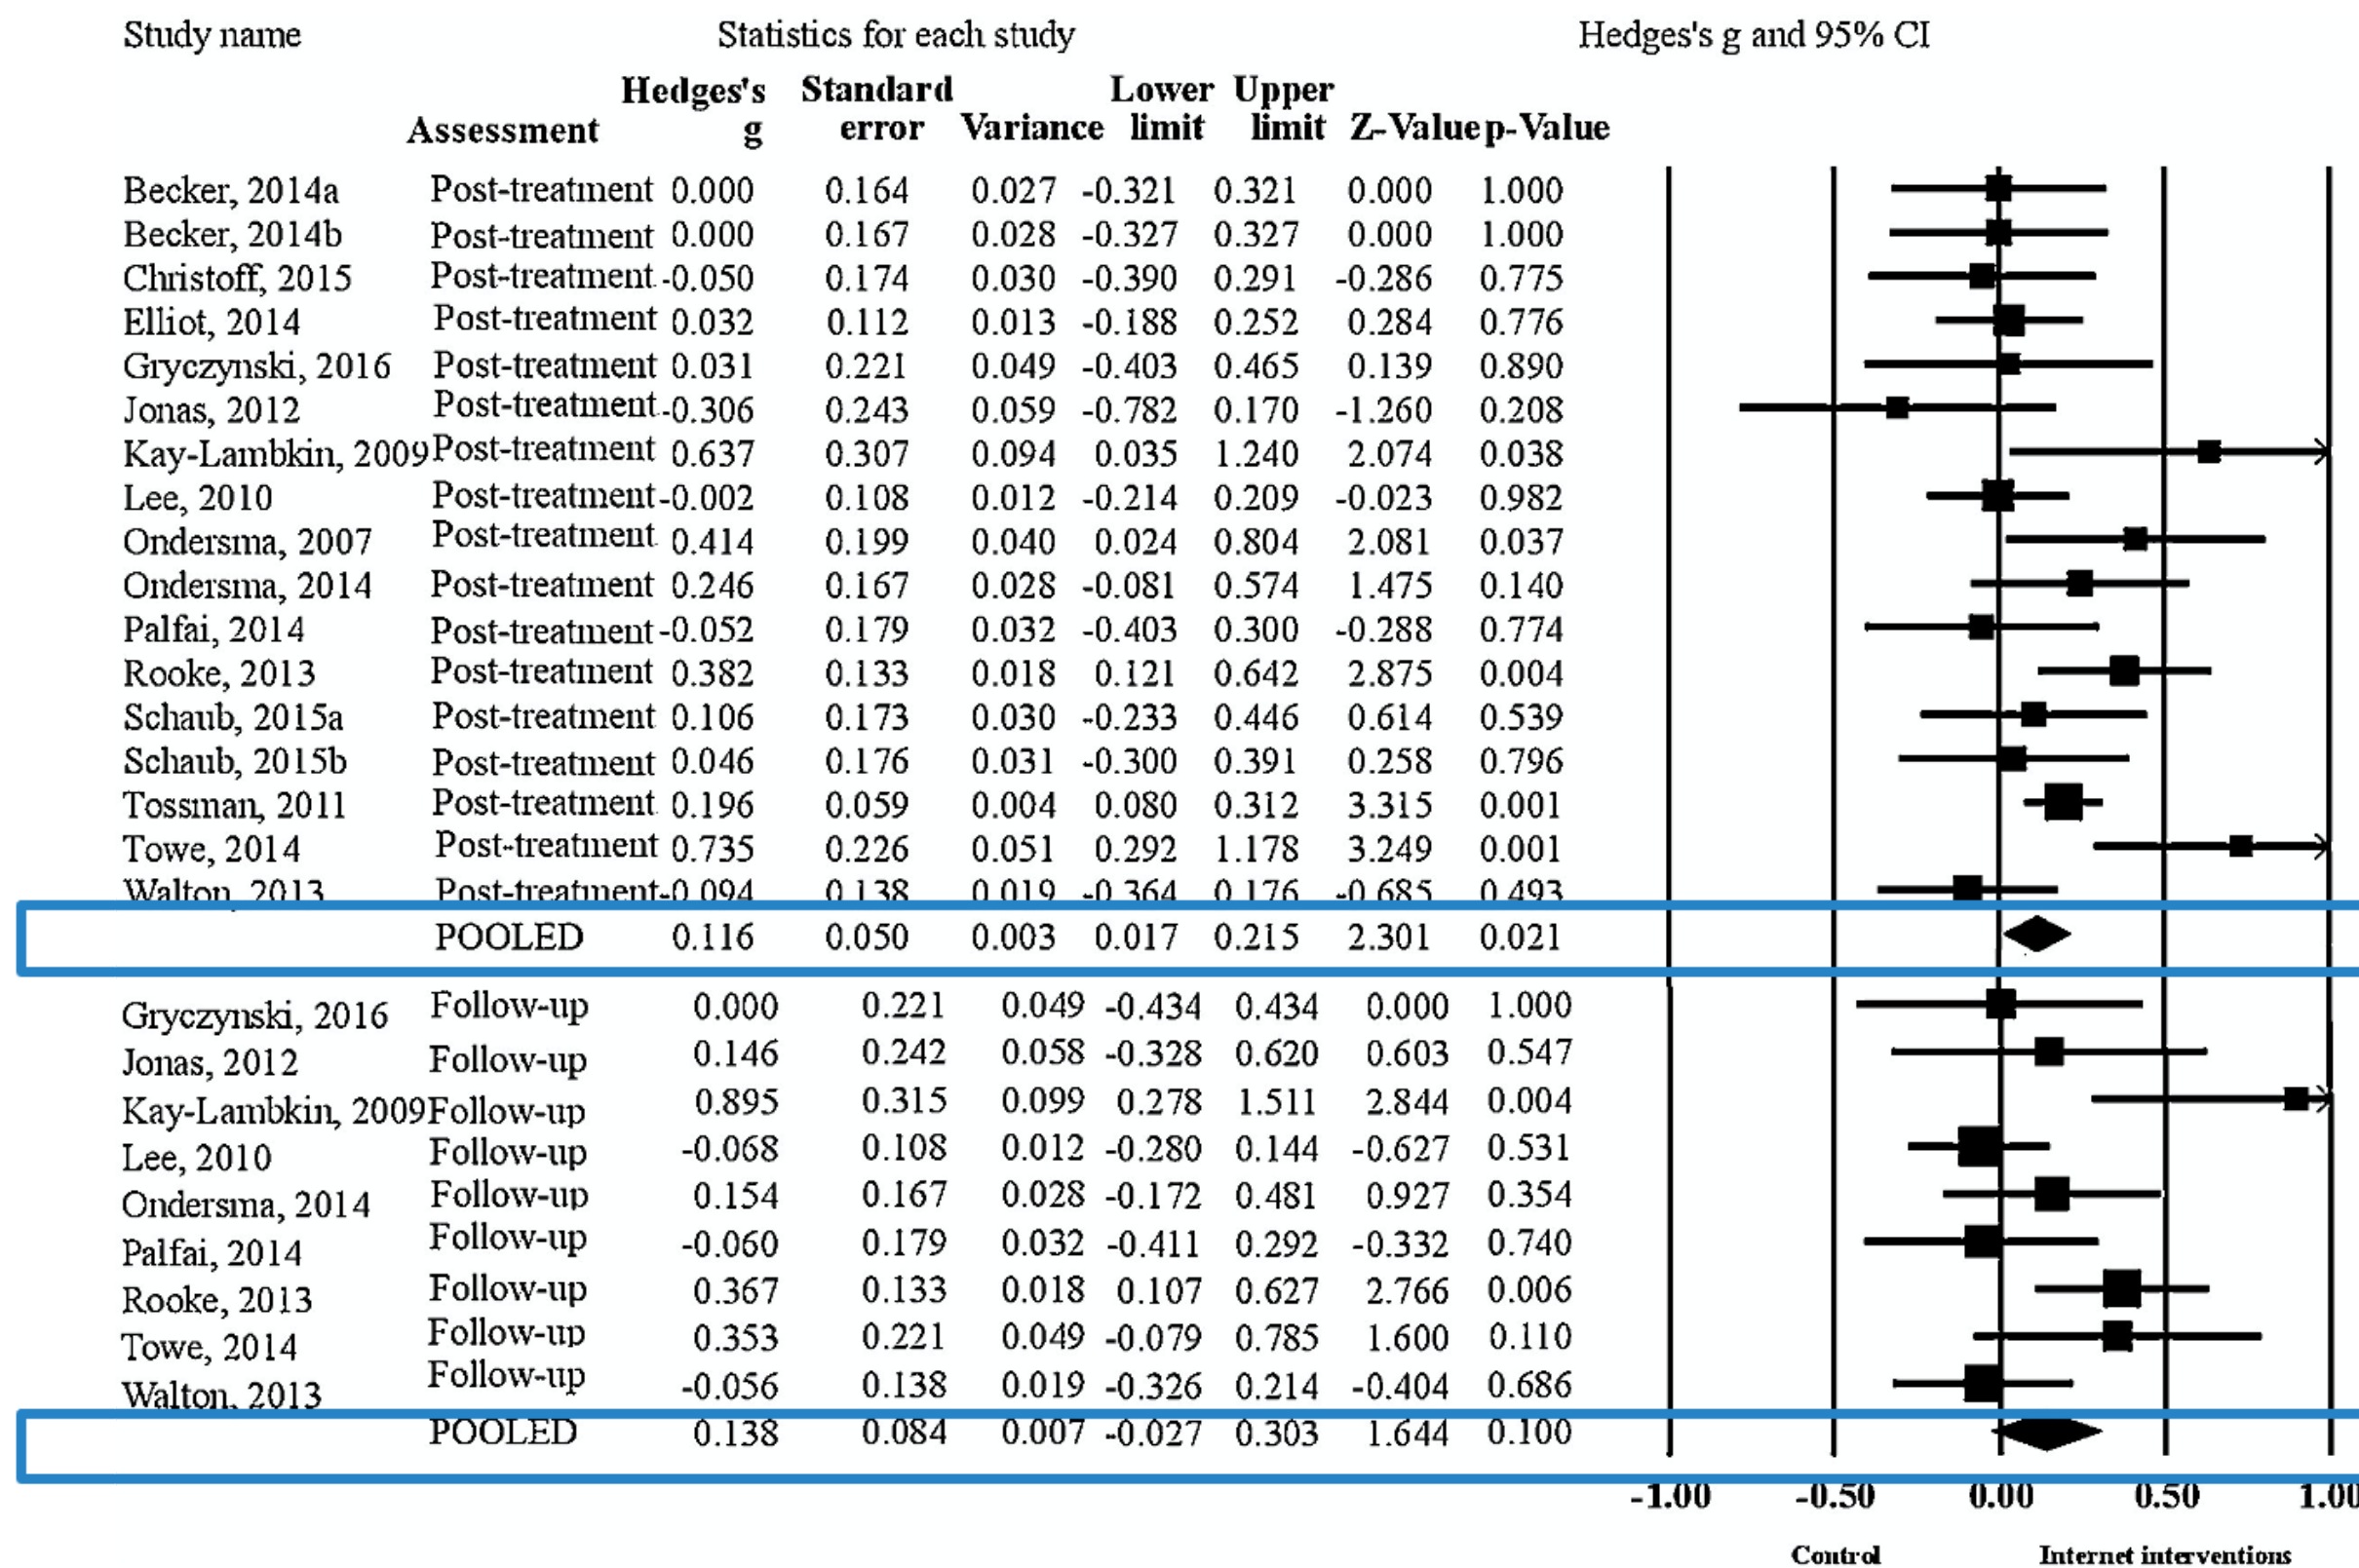 Study name Statistics for each study Hedges's g and 95% CI
Hedges's Standard Lower Upper
Assessment g error Variance limit limit Z-Value p-Value
Becker, 2014a Post-treatment 0.000 0.164 0.027 -0.321 0.321 0.000 1.000
Becker, 2014b Post-treatment 0.000 0.167 0.028 -0.327 0.327 0.000 1.000
Christoff, 2015 Post-treatment -0.050 0.174 0.030 -0.390 0.291 -0.286 0.775
Elliot, 2014 Post-treatment 0.032 0.112 0.013 -0.188 0.252 0.284 0.776
Gryczynski, 2016 Post-treatment 0.031 0.221 0.049 -0.403 0.465 0.139 0.890
Jonas, 2012 Post-treatment -0.306 0.243 0.059 -0.782 0.170 -1.260 0.208
Kay-Lambkin, 2009 Post-treatment 0.637 0.307 0.094 0.035 1.240 2.074 0.038
Lee, 2010 Post-treatment -0.002 0.108 0.012 -0.214 0.209 -0.023 0.982
Ondersma, 2007 Post-treatment 0.414 0.199 0.040 0.024 0.804 2.081 0.037
Ondersma, 2014 Post-treatment 0.246 0.167 0.028 -0.081 0.574 1.475 0.140
Palfai, 2014 Post-treatment -0.052 0.179 0.032 -0.403 0.300 -0.288 0.774
Rooke, 2013 Post-treatment 0.382 0.133 0.018 0.121 0.642 2.875 0.004
Schaub, 2015a Post-treatment 0.106 0.173 0.030 -0.233 0.446 0.614 0.539
Schaub, 2015b Post-treatment 0.046 0.176 0.031 -0.300 0.391 0.258 0.796
Tossman, 2011 Post-treatment 0.196 0.059 0.004 0.080 0.312 3.315 0.001
Towe, 2014 Post-treatment 0.735 0.226 0.051 0.292 1.178 3.249 0.001
Walton, 2013 Post-treatment -0.094 0.138 0.019 -0.364 0.176 -0.685 0.493
POOLED 0.116 0.050 0.003 0.017 0.215 2.301 0.021
Gryczynski, 2016 Follow-up 0.000 0.221 0.049 -0.434 0.434 0.000 1.000
Jonas, 2012 Follow-up 0.146 0.242 0.058 -0.328 0.620 0.603 0.547
Kay-Lambkin, 2009 Follow-up 0.895 0.315 0.099 0.278 1.511 2.844 0.004
Lee, 2010 Follow-up -0.068 0.108 0.012 -0.280 0.144 -0.627 0.531
Ondersma, 2014 Follow-up 0.154 0.167 0.028 -0.172 0.481 0.927 0.354
Palfai, 2014 Follow-up -0.060 0.179 0.032 -0.411 0.292 -0.332 0.740
Rooke, 2013 Follow-up 0.367 0.133 0.018 0.107 0.627 2.766 0.006
Towe, 2014 Follow-up 0.353 0.221 0.049 -0.079 0.785 1.600 0.110
Walton, 2013 Follow-up -0.056 0.138 0.019 -0.326 0.214 -0.404 0.686
POOLED 0.138 0.084 0.007 -0.027 0.303 1.644 0.100
-1.00 -0.50 0.00 0.50 1.00
Control Internet interventions